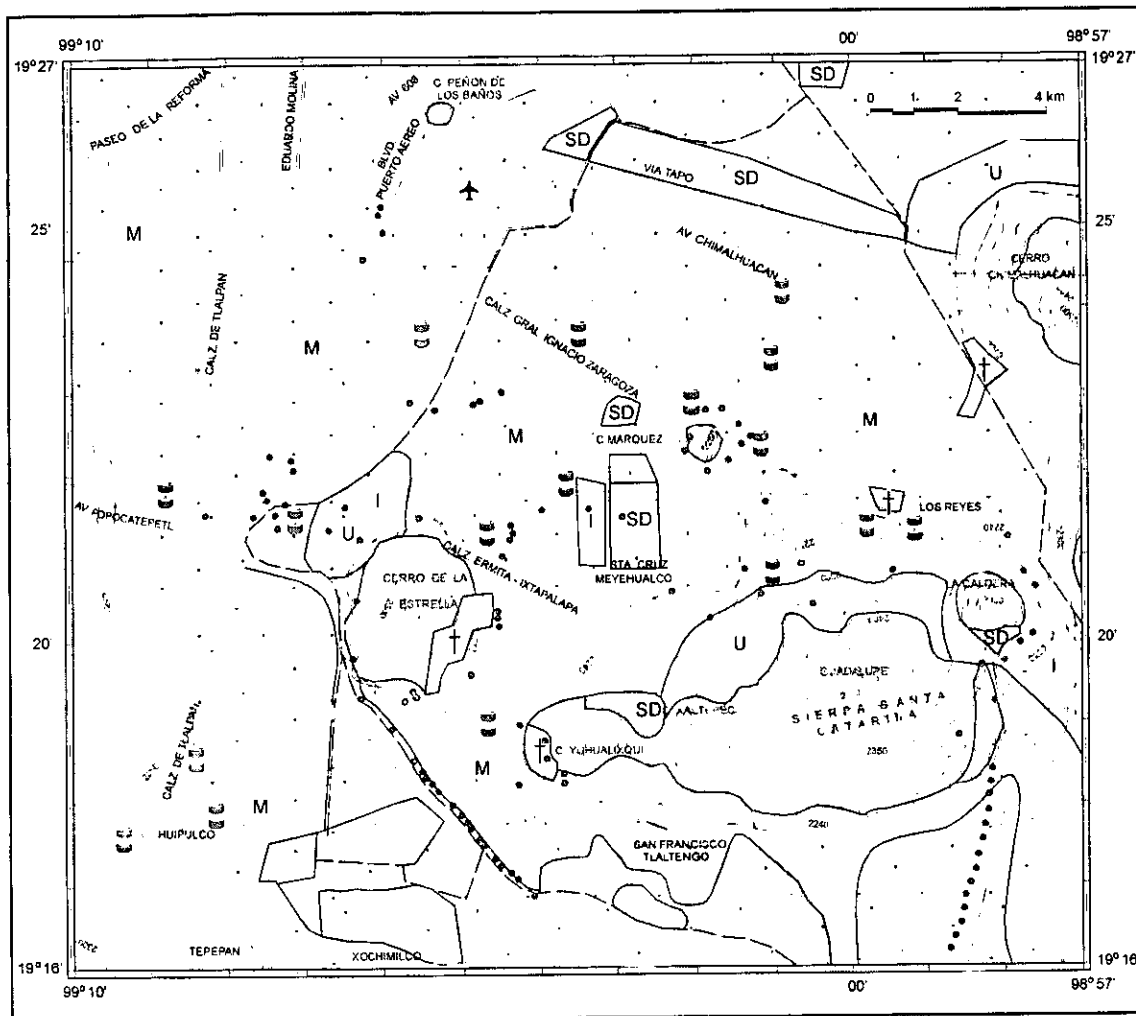 99°10'
00'
98°57'
19°27'
19°27'
C. PEÑON DE
LOS BAÑOS
AV 608
SD
0 1 2 4 km
PASEO DE LA REFORMA
EDUARDO MOLINA
BLVD.
PUERTO AEREO
SD
VIA TAPO
SD
U
25'
M
25'
AV. CHIMALHUACAN
CERRO
CALZ DE TLALPAN
CALZ GRAL IGNACIO ZARAGOZA
M
SD
M
M
C MARQUEZ
AV POPOCATEPETL
I
U
I
SD
LOS REYES
2240
CALZ ERMITA - IXTAPALAPA
STA CRUZ
MEYEHUALCO
CERRO DE LA
ESTRELLA
LA CALDERA
SD
20'
U
20'
I
GUADALUPE
SIERRA SANTA
CATARINA
SD
C YUHUALIXQUI
CALZ DE TLALPAN
M
M
HUIPULCO
2240
SAN FRANCISCO
TLALTENGO
TEPEPAN
XOCHIMILCO
19°16'
19°16'
99°10'
00'
98°57'